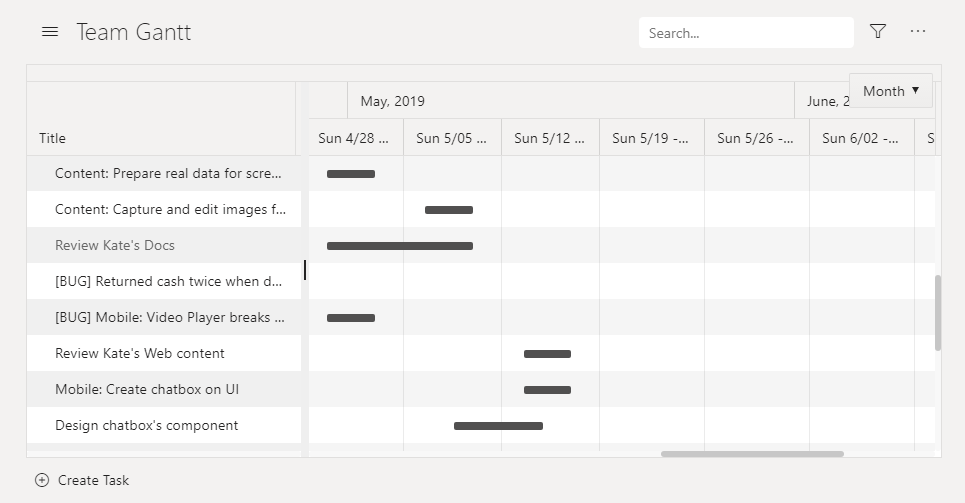 Team Gantt
Search...
May, 2019
June, 2
Month
Title
Sun 4/28 ...
Sun 5/05 ...
Sun 5/12 ...
Sun 5/19 -...
Sun 5/26 -...
Sun 6/02 -...
S
Content: Prepare real data for scre...
Content: Capture and edit images f...
Review Kate's Docs
[BUG] Returned cash twice when d...
[BUG] Mobile: Video Player breaks ...
Review Kate's Web content
Mobile: Create chatbox on UI
Design chatbox's component
Create Task